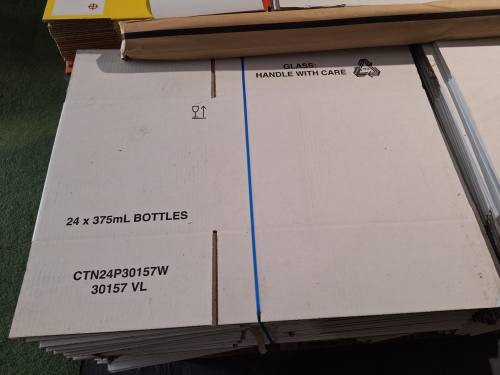 GLASS:
HANDLE WITH CARE
24 x 375mL BOTTLES
CTN24P30157W
30157 VL